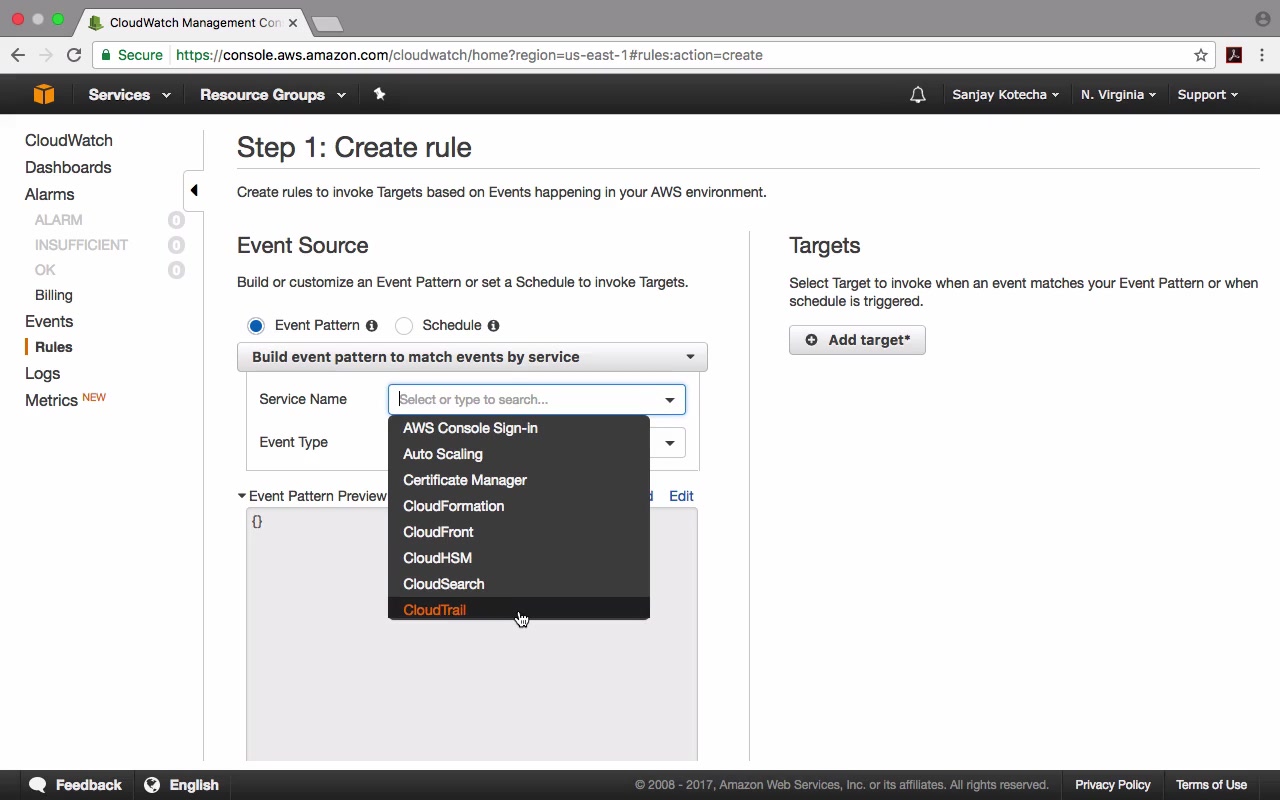 CloudWatch Management Con
Secure
https://console.aws.amazon.com/cloudwatch/home?region=us-east-1#rules:action=create
Services
Resource Groups
Sanjay Kotecha
N. Virginia
Support
CloudWatch
Dashboards
Alarms
ALARM 0
INSUFFICIENT 0
OK 0
Billing
Events
Rules
Logs
Metrics NEW
Step 1: Create rule
Create rules to invoke Targets based on Events happening in your AWS environment.
Event Source
Build or customize an Event Pattern or set a Schedule to invoke Targets.
Event Pattern
Schedule
Build event pattern to match events by service
Service Name
Select or type to search...
Event Type
AWS Console Sign-in
Auto Scaling
Certificate Manager
CloudFormation
CloudFront
CloudHSM
CloudSearch
CloudTrail
Event Pattern Preview
Edit
{}
Targets
Select Target to invoke when an event matches your Event Pattern or when
schedule is triggered.
Add target*
Feedback
English
© 2008 - 2017, Amazon Web Services, Inc. or its affiliates. All rights reserved.
Privacy Policy
Terms of Use